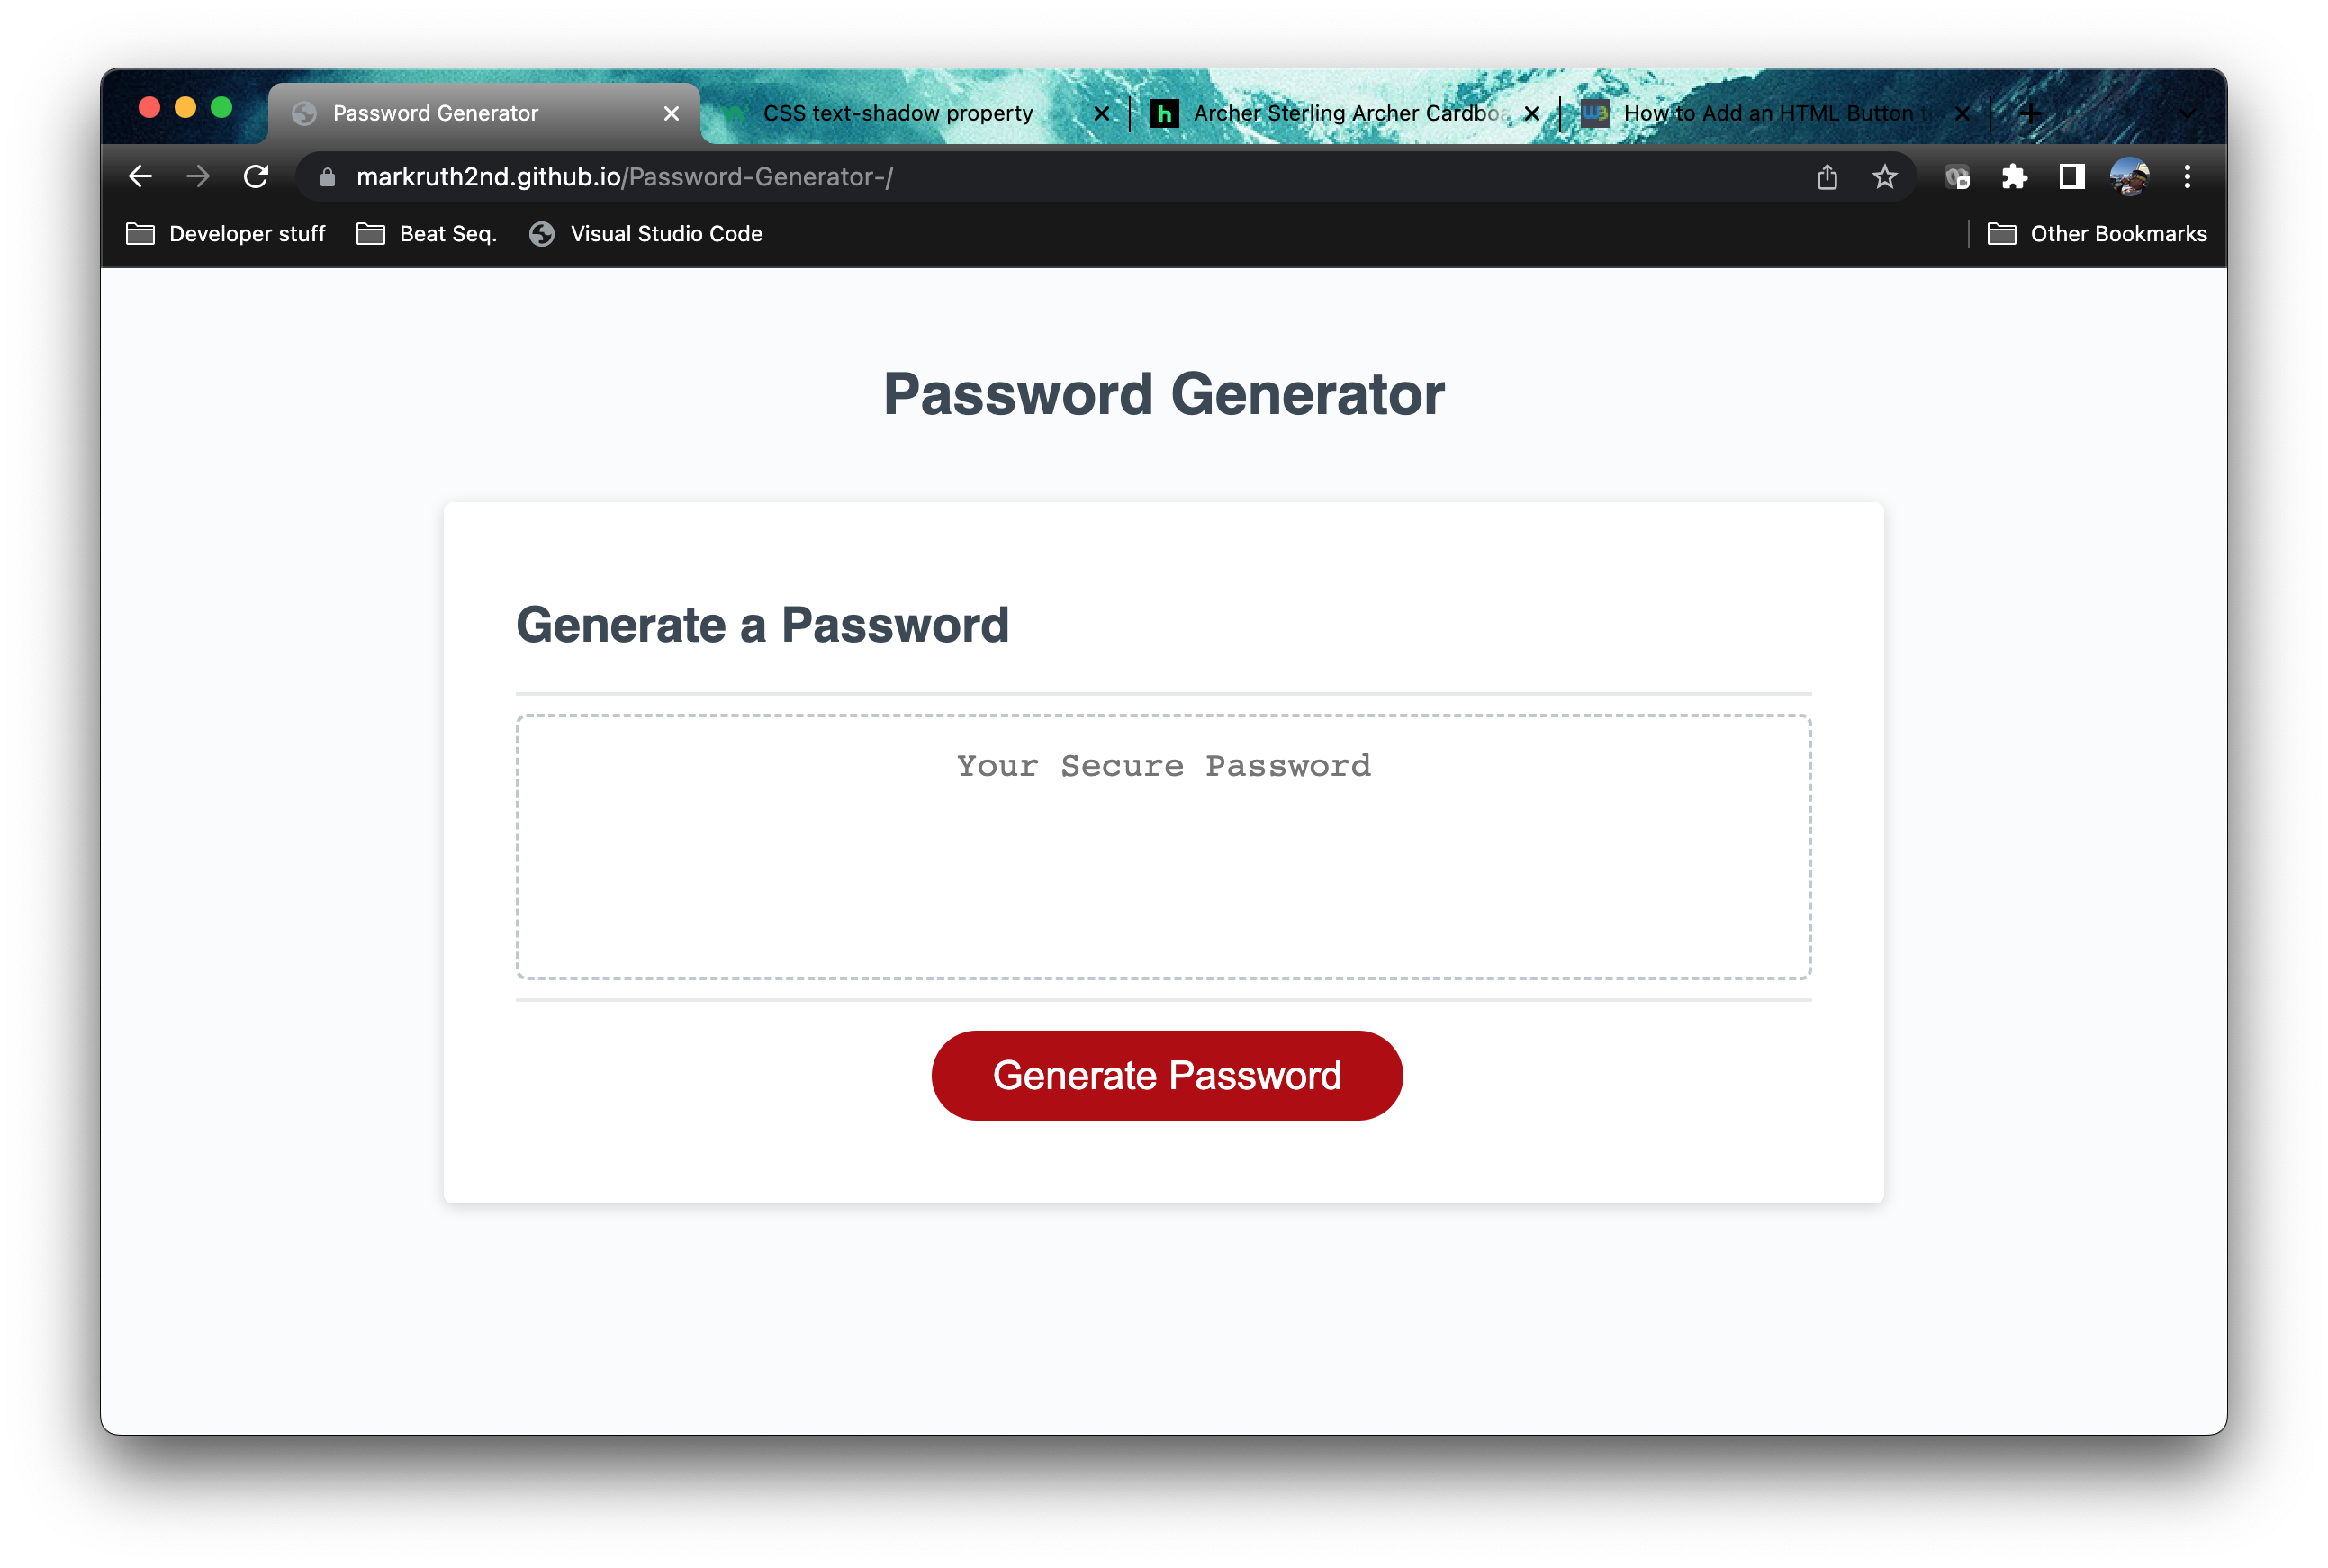 Password Generator
CSS text-shadow property
Archer Sterling Archer Cardboa
How to Add an HTML Button t
markruth2nd.github.io/Password-Generator-/
Developer stuff
Beat Seq.
Visual Studio Code
Other Bookmarks
Password Generator
Generate a Password
Your Secure Password
Generate Password